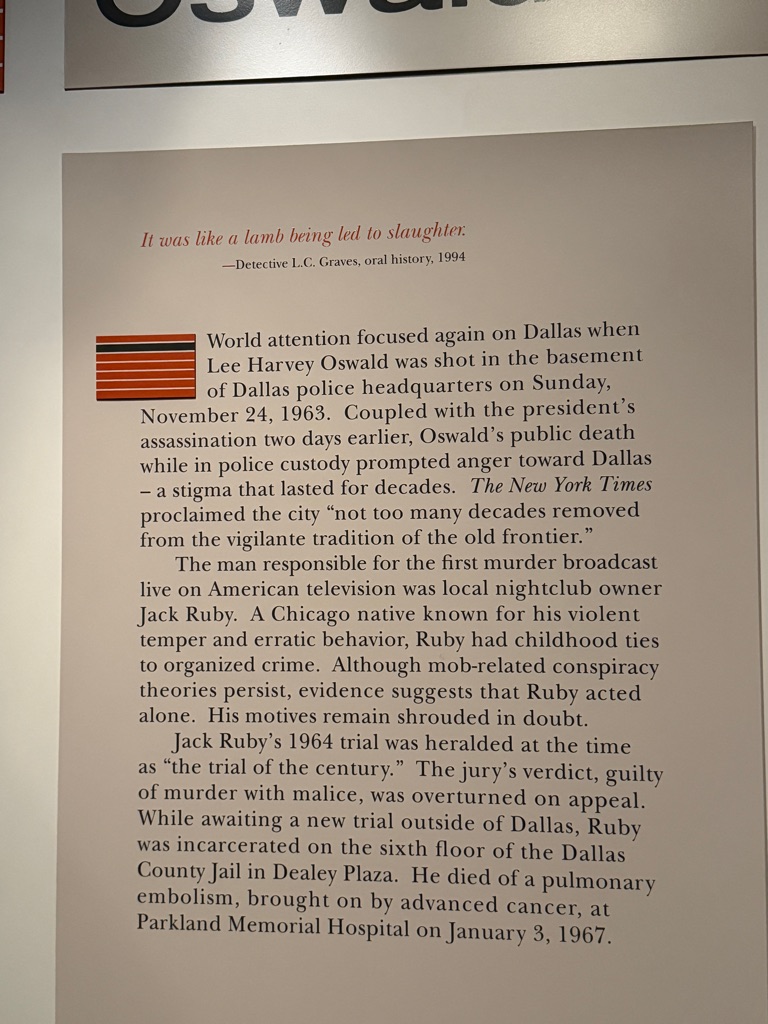 Oswald
It was like a lamb being led to slaughter.
—Detective L.C. Graves, oral history, 1994
World attention focused again on Dallas when
Lee Harvey Oswald was shot in the basement
of Dallas police headquarters on Sunday,
November 24, 1963. Coupled with the president's
assassination two days earlier, Oswald's public death
while in police custody prompted anger toward Dallas
– a stigma that lasted for decades. The New York Times
proclaimed the city “not too many decades removed
from the vigilante tradition of the old frontier.”
The man responsible for the first murder broadcast
live on American television was local nightclub owner
Jack Ruby. A Chicago native known for his violent
temper and erratic behavior, Ruby had childhood ties
to organized crime. Although mob-related conspiracy
theories persist, evidence suggests that Ruby acted
alone. His motives remain shrouded in doubt.
Jack Ruby's 1964 trial was heralded at the time
as “the trial of the century.” The jury's verdict, guilty
of murder with malice, was overturned on appeal.
While awaiting a new trial outside of Dallas, Ruby
was incarcerated on the sixth floor of the Dallas
County Jail in Dealey Plaza. He died of a pulmonary
embolism, brought on by advanced cancer, at
Parkland Memorial Hospital on January 3, 1967.